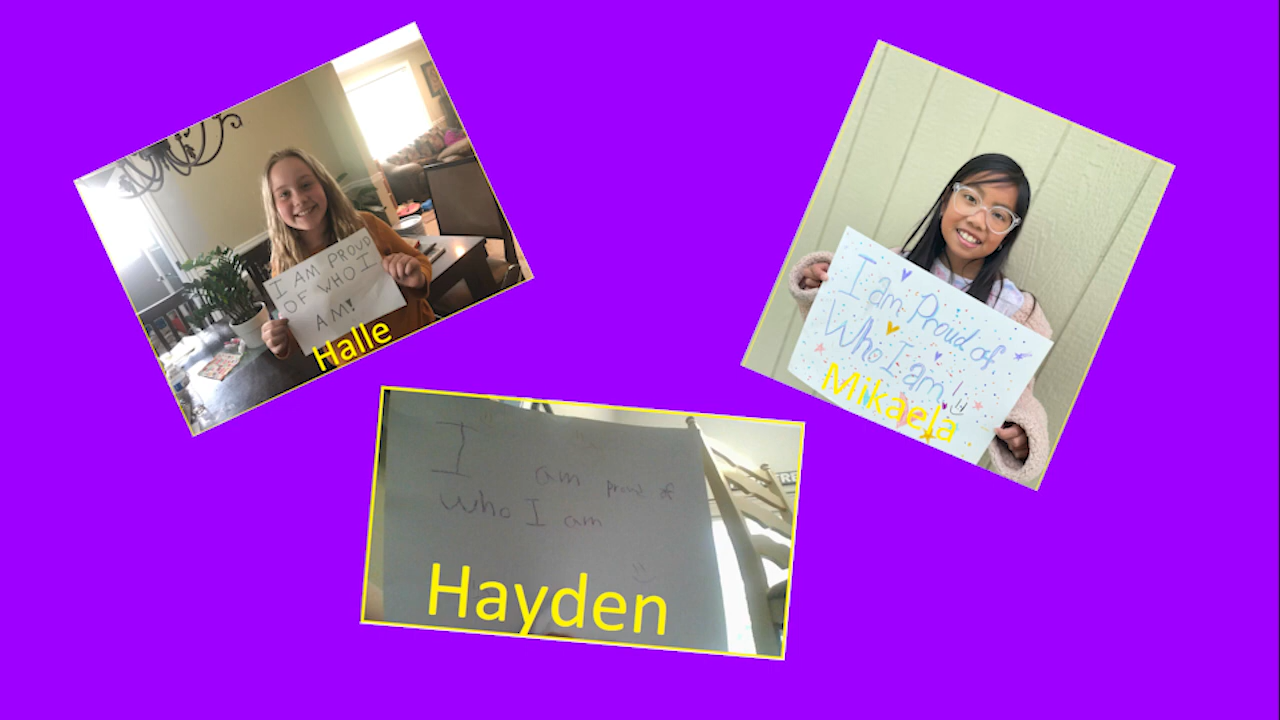 I AM PROUD
OF WHO I
AM!
Halle
I am Proud of
Who I am!
Mikaela
I am proud of
who I am
Hayden